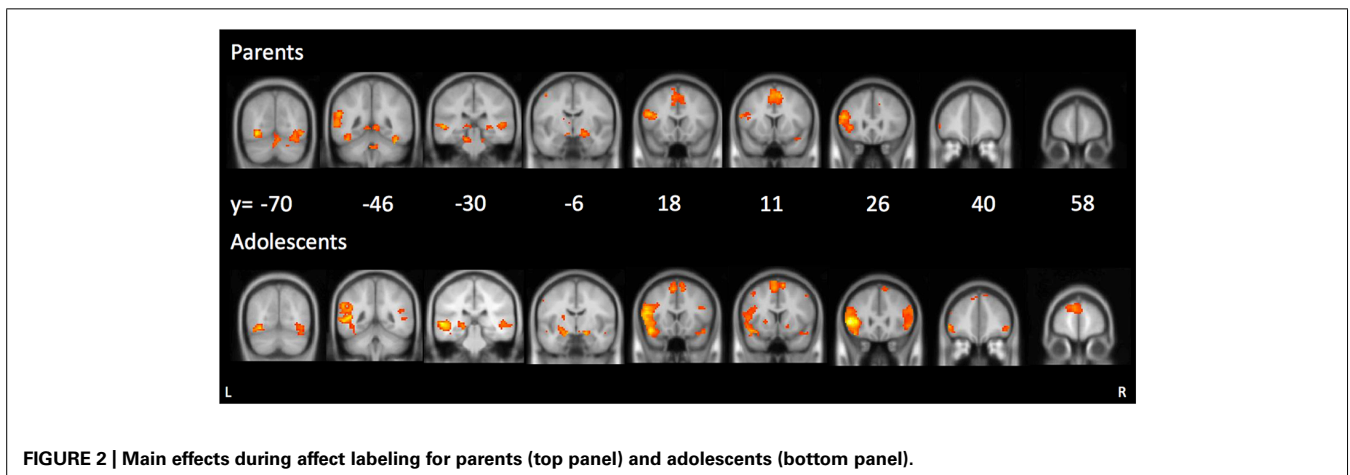 Parents
y= -70 -46 -30 -6 18 11 26 40 58
Adolescents
L R
FIGURE 2 | Main effects during affect labeling for parents (top panel) and adolescents (bottom panel).